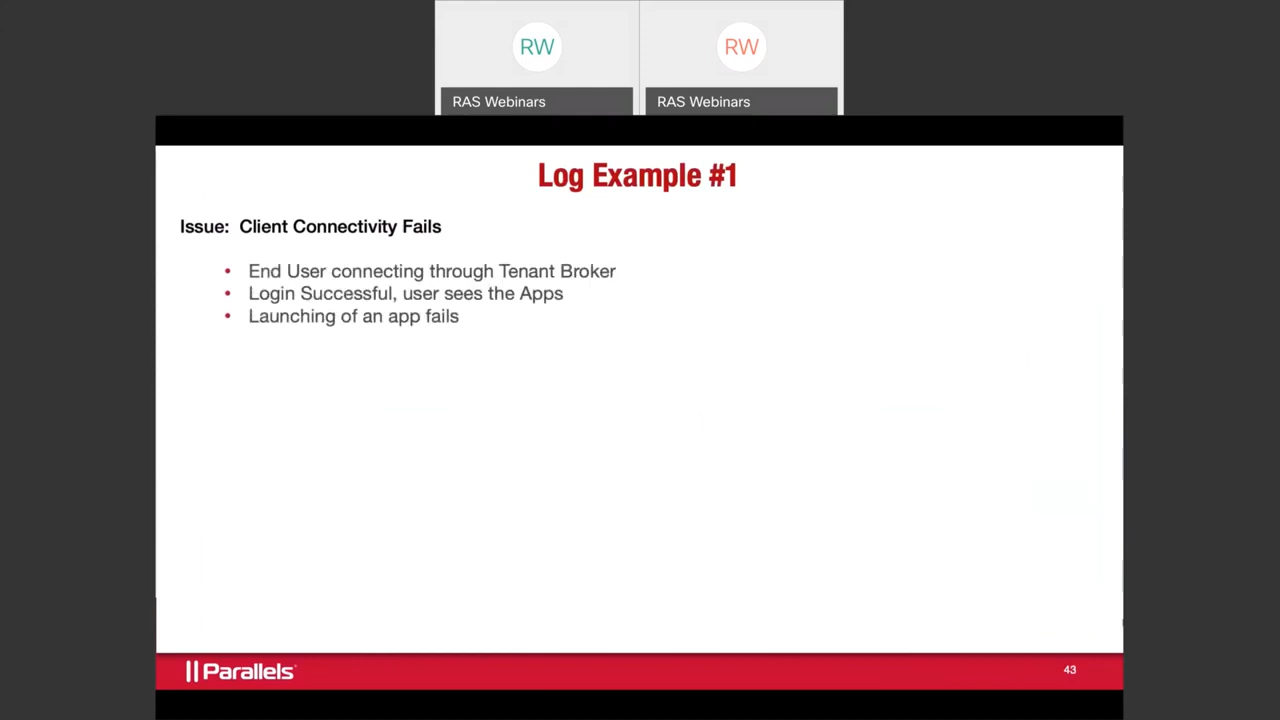 RW
RW
RAS Webinars
RAS Webinars
Log Example #1
Issue: Client Connectivity Fails
• End User connecting through Tenant Broker
• Login Successful, user sees the Apps
• Launching of an app fails
Parallels
43